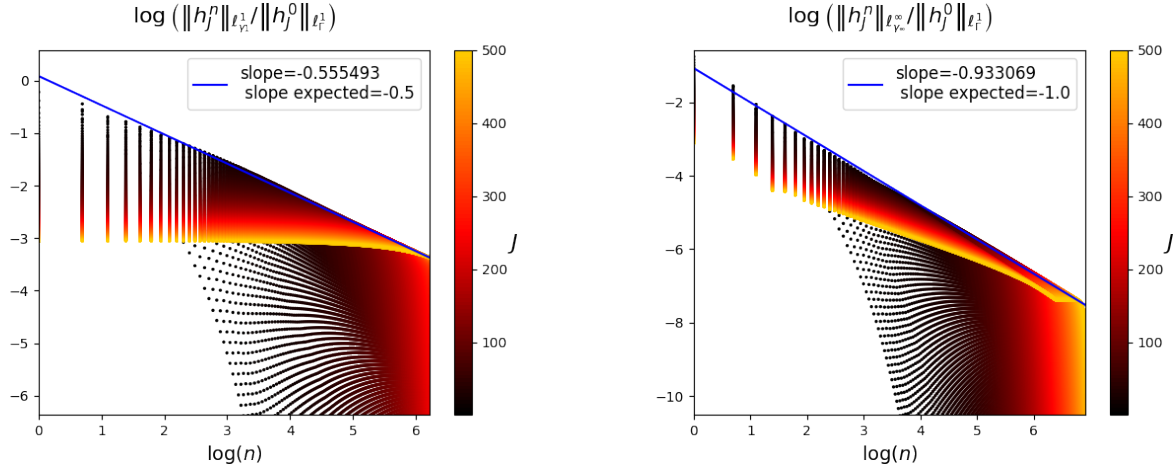 log (‖h_J^n‖_{ℓ^1_{γ_1}}/‖h_J^0‖_{ℓ^1_Γ})
slope=-0.555493
slope expected=-0.5
0
−1
−2
−3
−4
−5
−6
0 1 2 3 4 5 6
log(n)
500
400
300
200
100
J
log (‖h_J^n‖_{ℓ^∞_{γ_∞}}/‖h_J^0‖_{ℓ^1_Γ})
slope=-0.933069
slope expected=-1.0
−2
−4
−6
−8
−10
0 1 2 3 4 5 6
log(n)
500
400
300
200
100
J